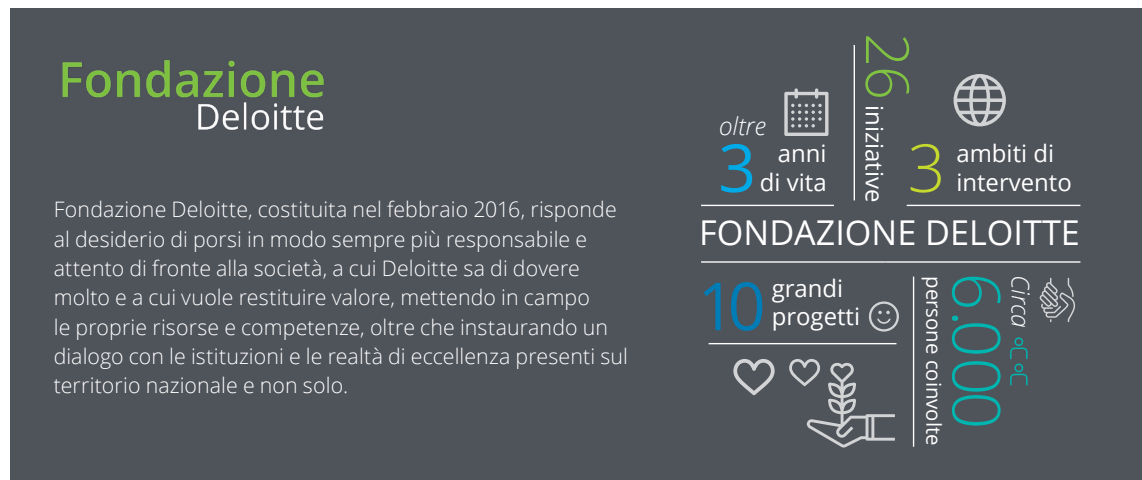 Fondazione
Deloitte
Fondazione Deloitte, costituita nel febbraio 2016, risponde
al desiderio di porsi in modo sempre più responsabile e
attento di fronte alla società, a cui Deloitte sa di dovere
molto e a cui vuole restituire valore, mettendo in campo
le proprie risorse e competenze, oltre che instaurando un
dialogo con le istituzioni e le realtà di eccellenza presenti sul
territorio nazionale e non solo.
oltre
3 anni
di vita
26
iniziative
3 ambiti di
intervento
FONDAZIONE DELOITTE
10 grandi
progetti
Circa
6.000
persone coinvolte